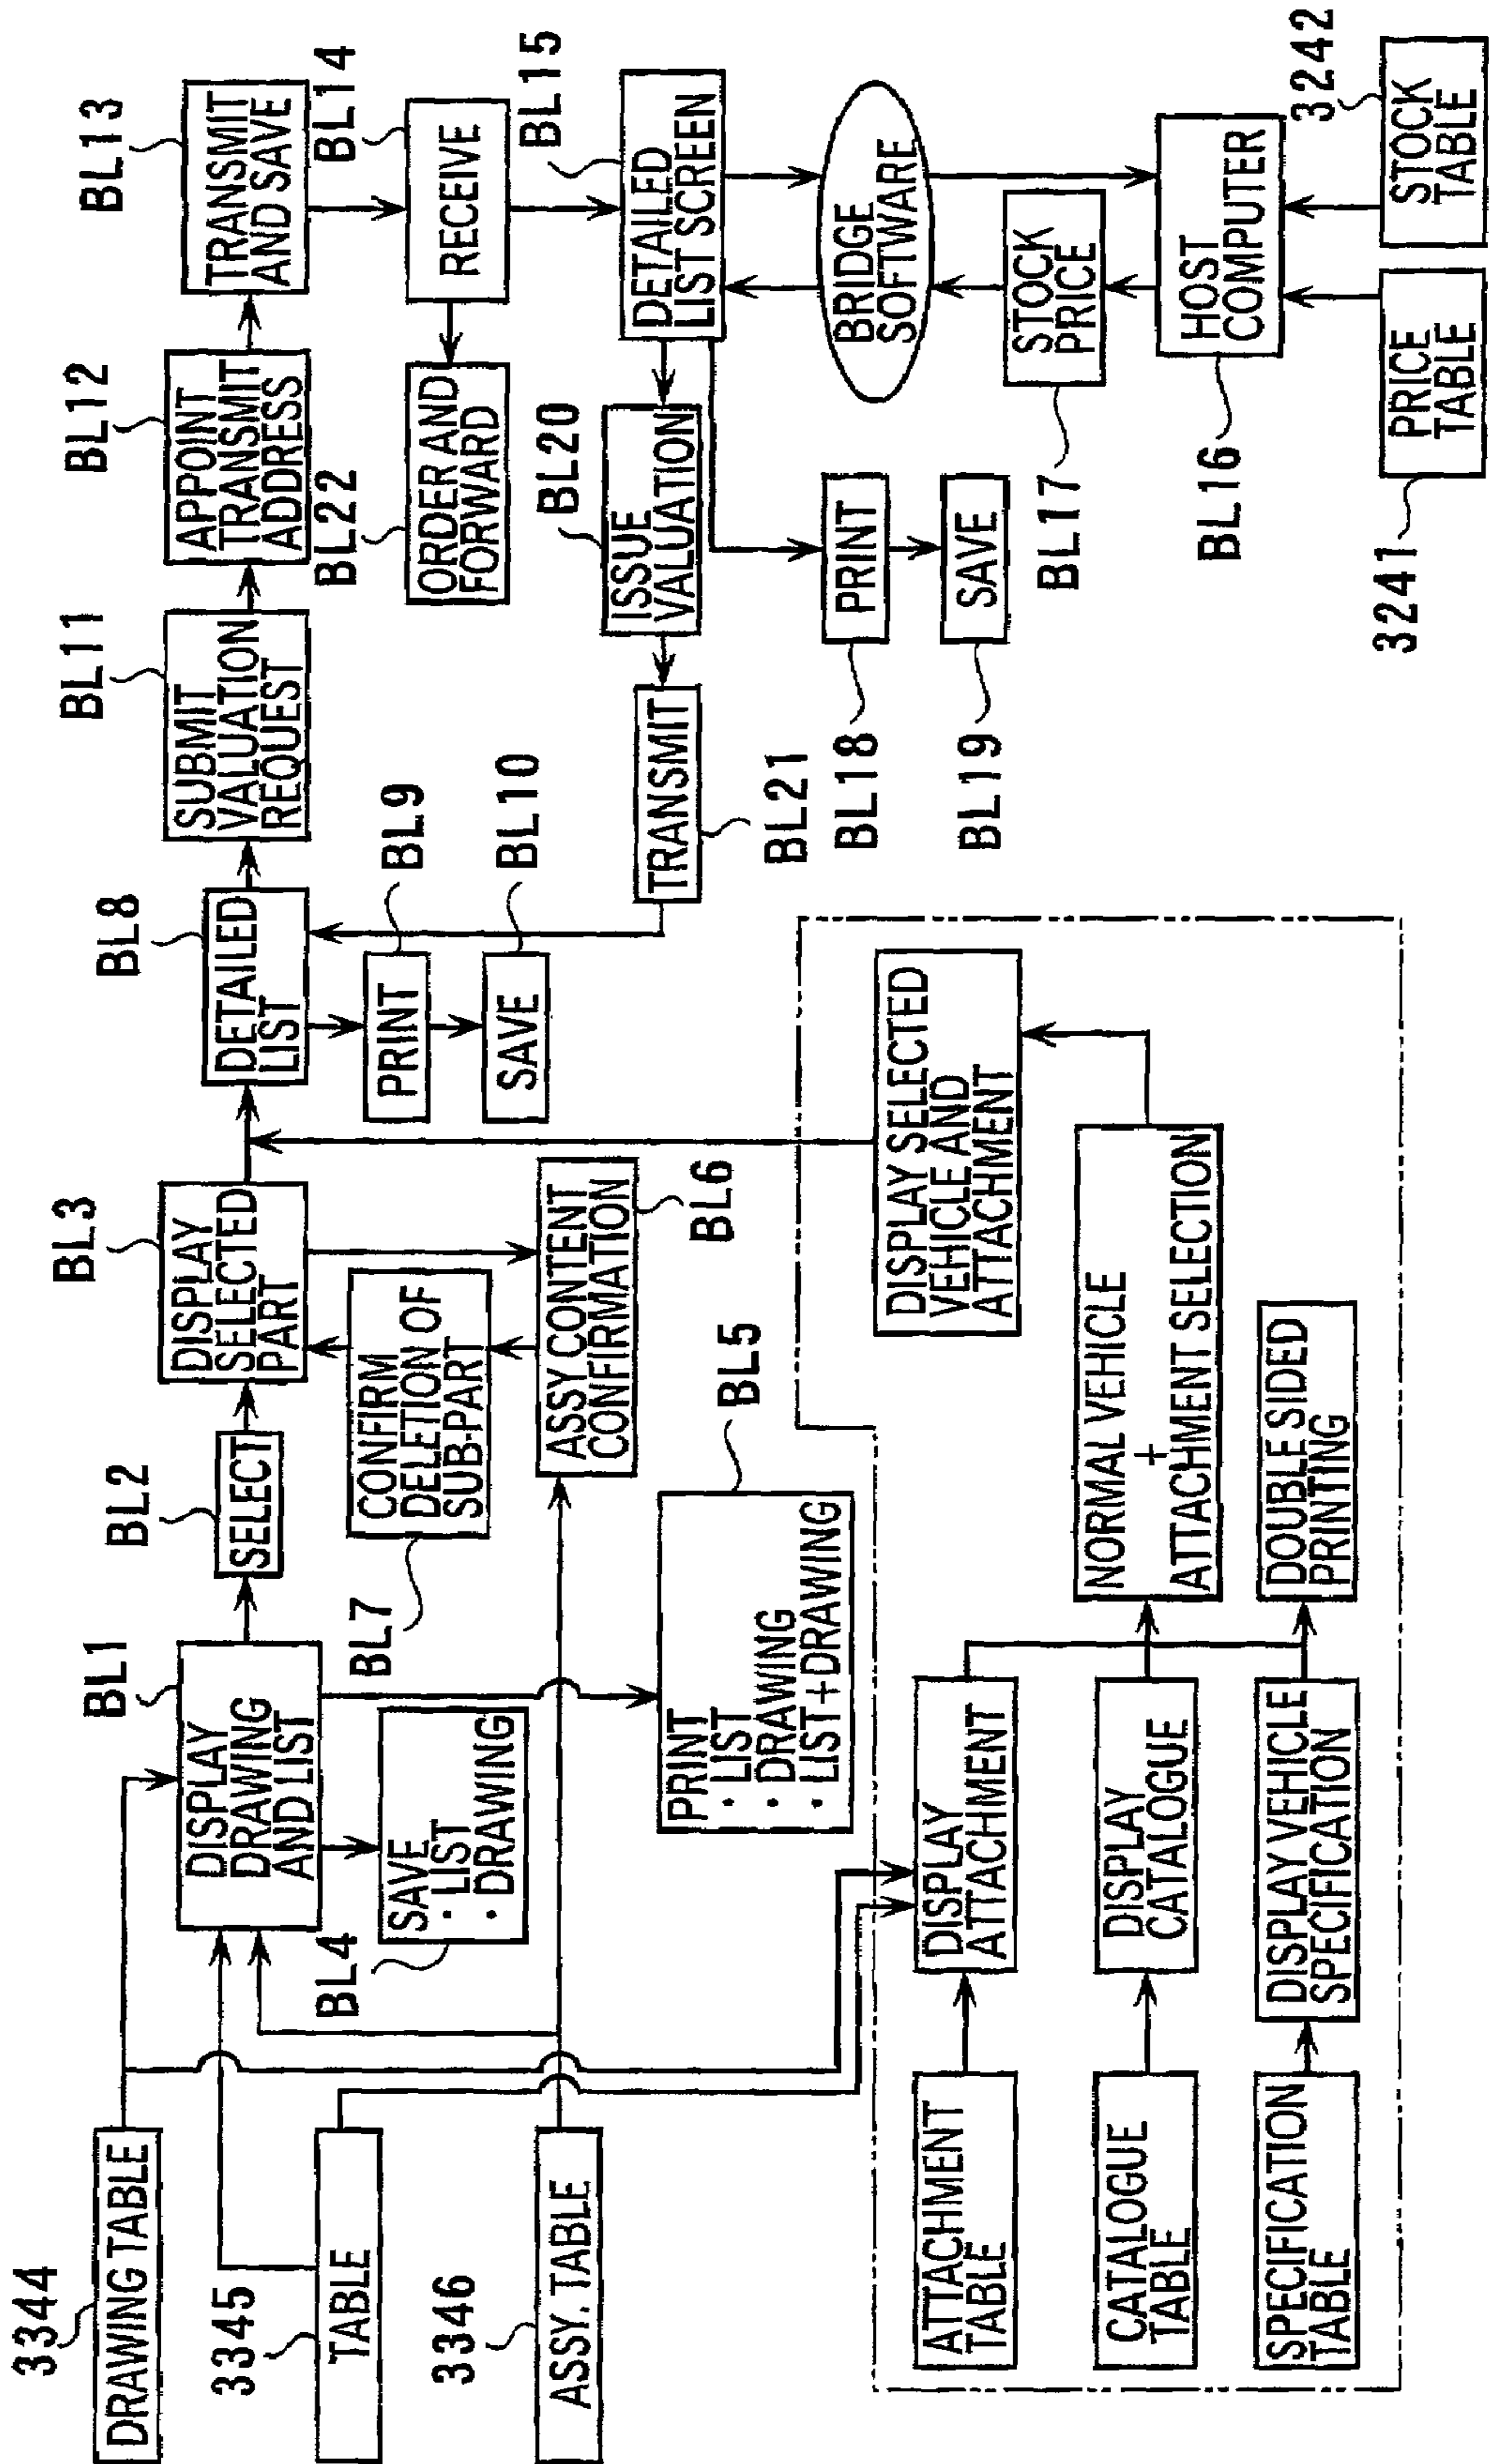 3344
DRAWING TABLE
3345
TABLE
3346
ASSY. TABLE
BL1
DISPLAY
DRAWING
AND LIST
BL2
SELECT
BL3
DISPLAY
SELECTED
PART
BL4
SAVE
・LIST
・DRAWING
BL7
CONFIRM
DELETION OF
SUB-PART
ASSY CONTENT
CONFIRMATION
BL6
BL5
PRINT
・LIST
・DRAWING
・LIST+DRAWING
BL8
DETAILED
LIST
BL9
PRINT
BL10
SAVE
BL11
SUBMIT
VALUATION
REQUEST
BL12
APPOINT
TRANSMIT
ADDRESS
BL13
TRANSMIT
AND SAVE
BL14
RECEIVE
BL22
ORDER AND
FORWARD
BL15
DETAILED
LIST SCREEN
BL20
ISSUE
VALUATION
TRANSMIT
BL21
PRINT
BL18
SAVE
BL19
BRIDGE
SOFTWARE
STOCK
PRICE
BL17
HOST
COMPUTER
BL16
3241
PRICE
TABLE
3242
STOCK
TABLE
ATTACHMENT
TABLE
DISPLAY
ATTACHMENT
CATALOGUE
TABLE
DISPLAY
CATALOGUE
SPECIFICATION
TABLE
DISPLAY VEHICLE
SPECIFICATION
DISPLAY SELECTED
VEHICLE AND
ATTACHMENT
NORMAL VEHICLE
+
ATTACHMENT SELECTION
DOUBLE SIDED
PRINTING